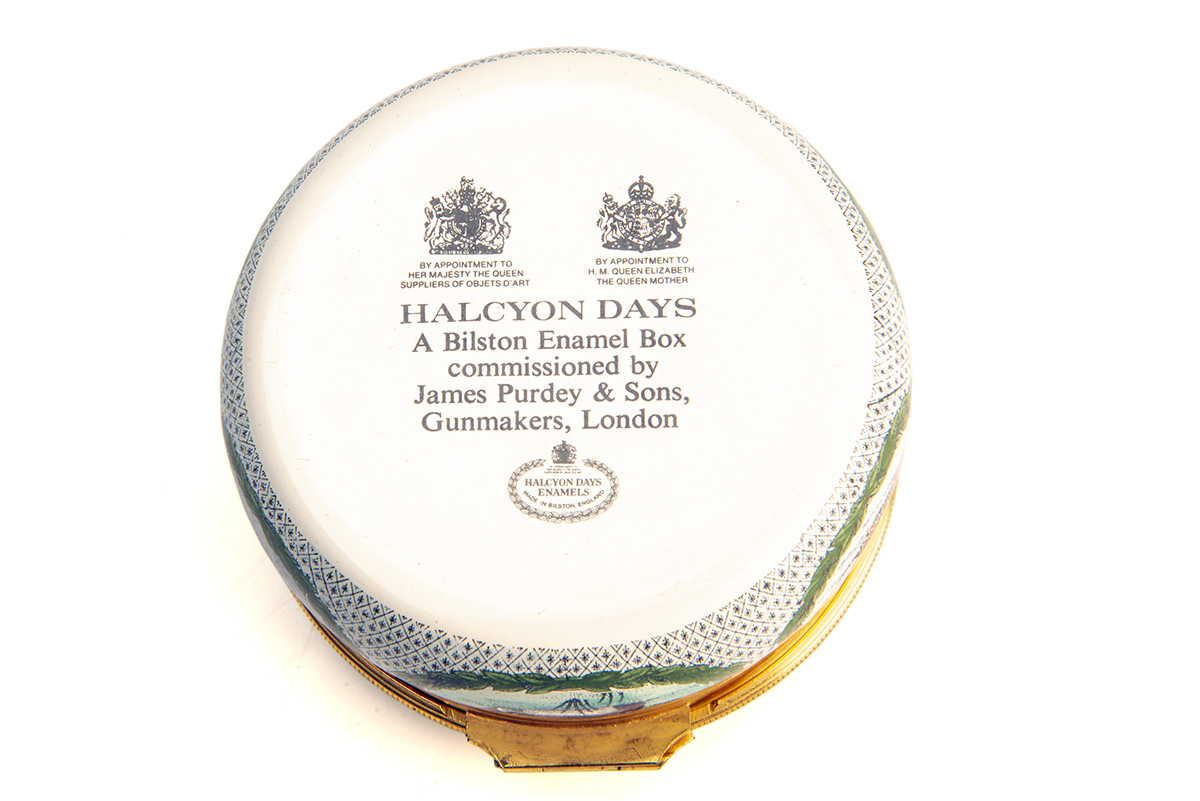 BY APPOINTMENT TO
HER MAJESTY THE QUEEN
SUPPLIERS OF OBJETS D'ART
BY APPOINTMENT TO
H. M. QUEEN ELIZABETH
THE QUEEN MOTHER
HALCYON DAYS
A Bilston Enamel Box
commissioned by
James Purdey & Sons,
Gunmakers, London
HALCYON DAYS
ENAMELS
MADE IN BILSTON, ENGLAND